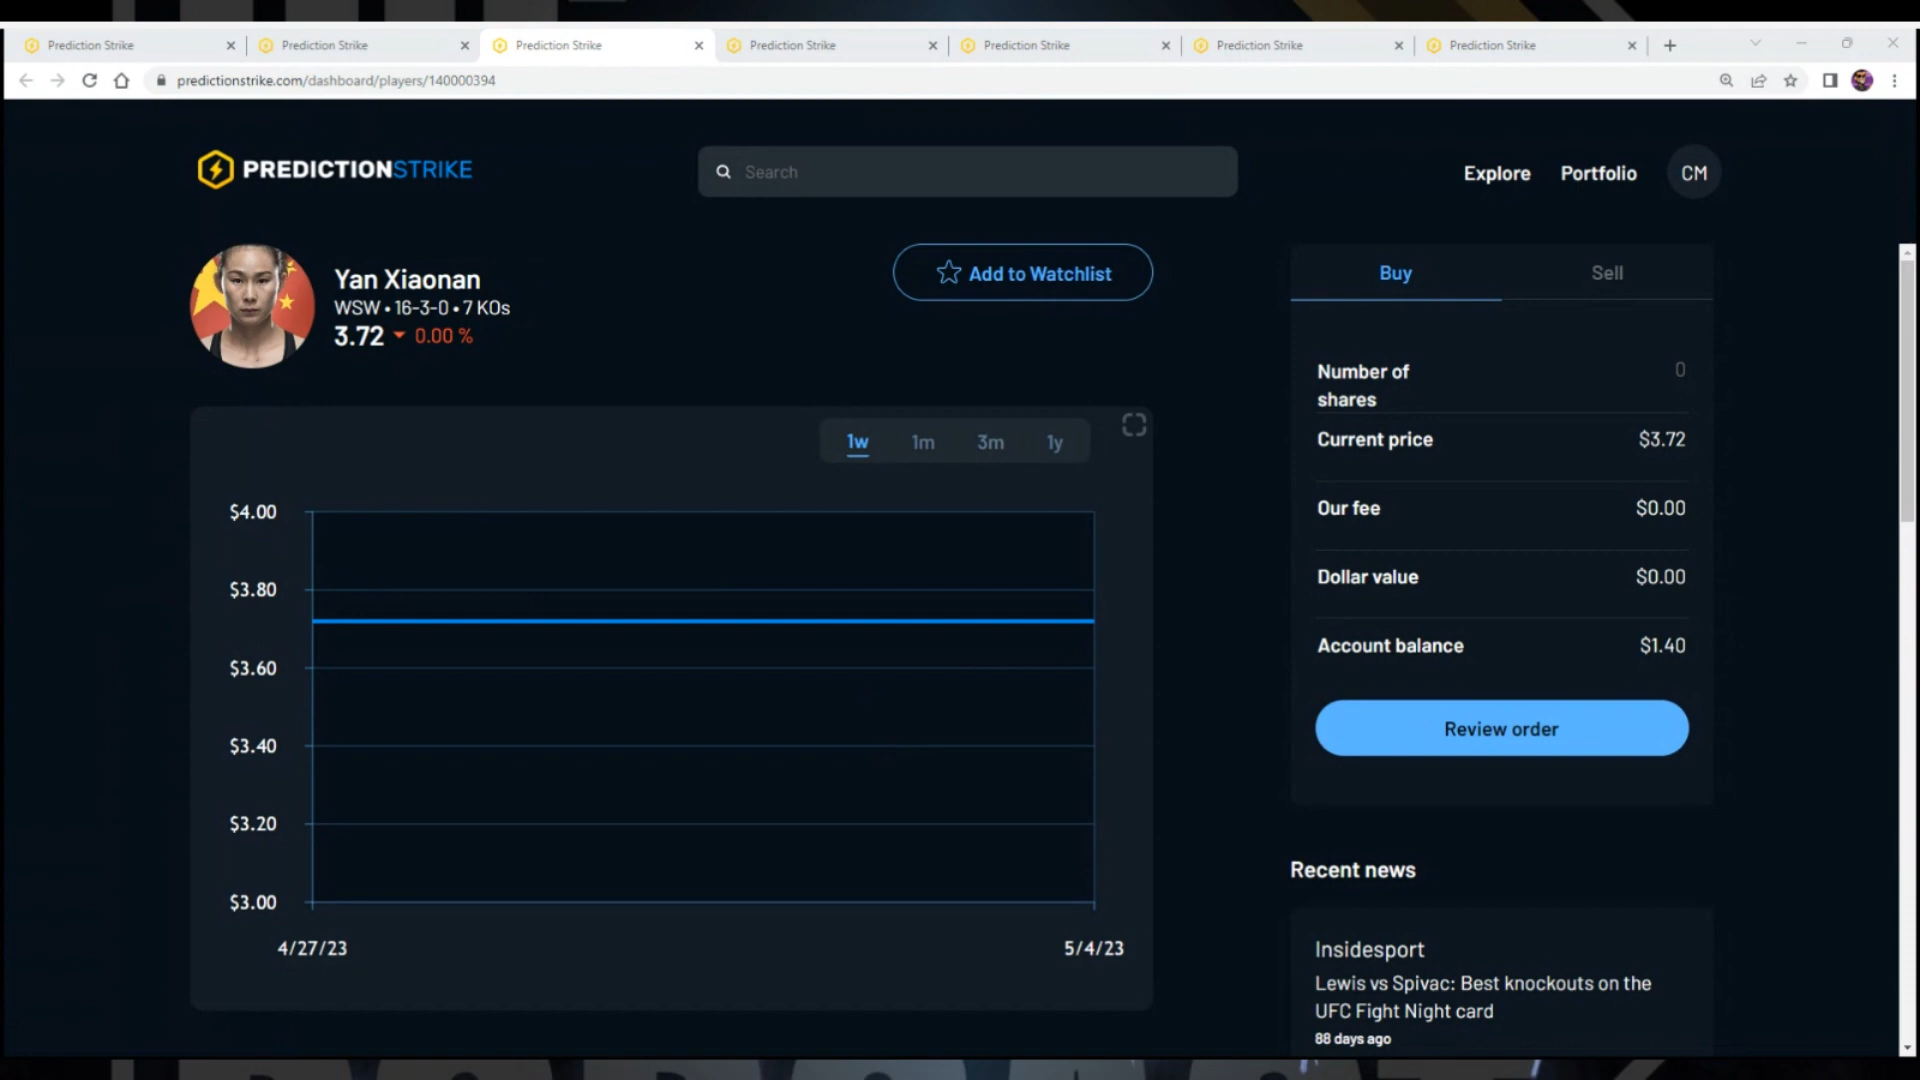 Prediction Strike
Prediction Strike
Prediction Strike
Prediction Strike
Prediction Strike
Prediction Strike
Prediction Strike
predictionstrike.com/dashboard/players/140000394
PREDICTIONSTRIKE
Search
Explore
Portfolio
CM
Yan Xiaonan
WSW • 16-3-0 • 7 KOs
3.72 0.00 %
Add to Watchlist
1w 1m 3m 1y
$4.00
$3.80
$3.60
$3.40
$3.20
$3.00
4/27/23
5/4/23
Buy
Sell
Number of
shares
0
Current price
$3.72
Our fee
$0.00
Dollar value
$0.00
Account balance
$1.40
Review order
Recent news
Insidesport
Lewis vs Spivac: Best knockouts on the
UFC Fight Night card
88 days ago